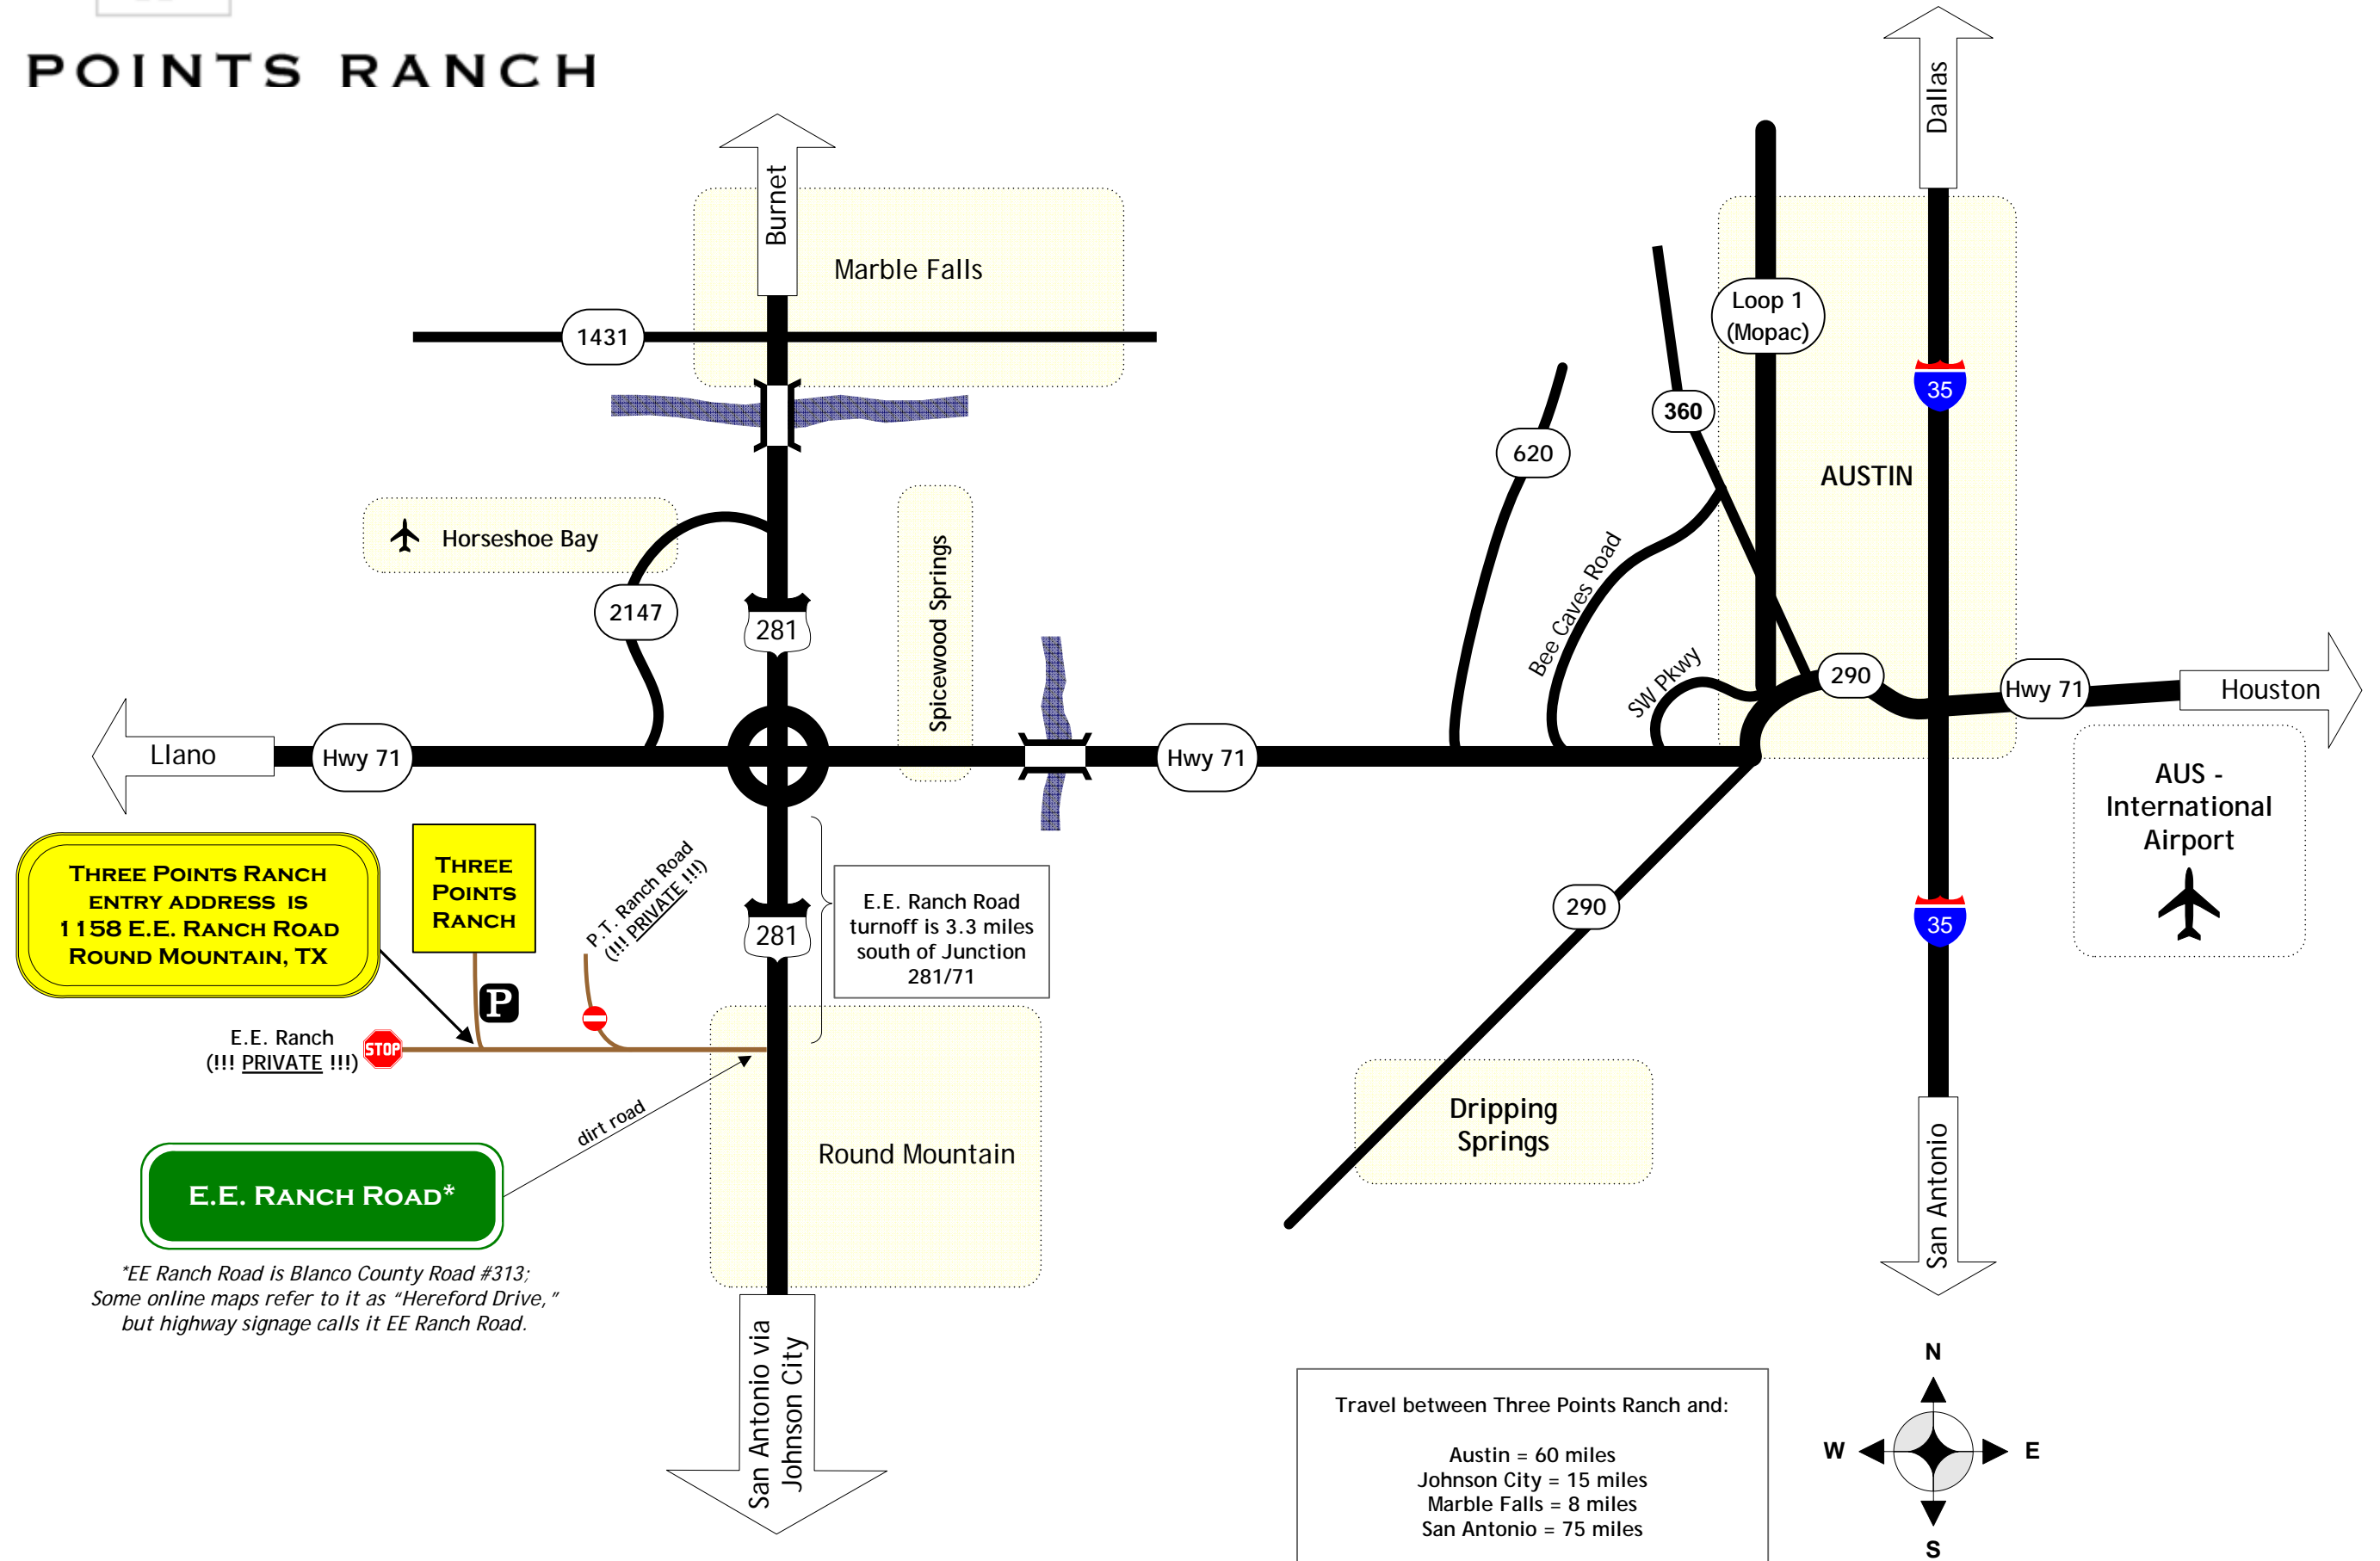 POINTS RANCH
Dallas
Burnet
Marble Falls
1431
Loop 1
(Mopac)
35
360
620
AUSTIN
Horseshoe Bay
Spicewood Springs
Bee Caves Road
2147
281
SW Pkwy
290
Hwy 71
Houston
Llano
Hwy 71
Hwy 71
AUS -
International
Airport
THREE POINTS RANCH
ENTRY ADDRESS IS
1158 E.E. RANCH ROAD
ROUND MOUNTAIN, TX
THREE
POINTS
RANCH
P.T. Ranch Road
(!!! PRIVATE !!!)
281
E.E. Ranch Road
turnoff is 3.3 miles
south of Junction
281/71
290
35
P
E.E. Ranch
(!!! PRIVATE !!!)
STOP
dirt road
Round Mountain
Dripping
Springs
E.E. RANCH ROAD*
*EE Ranch Road is Blanco County Road #313;
Some online maps refer to it as “Hereford Drive,”
but highway signage calls it EE Ranch Road.
San Antonio
San Antonio via
Johnson City
Travel between Three Points Ranch and:
Austin = 60 miles
Johnson City = 15 miles
Marble Falls = 8 miles
San Antonio = 75 miles
N
W
E
S